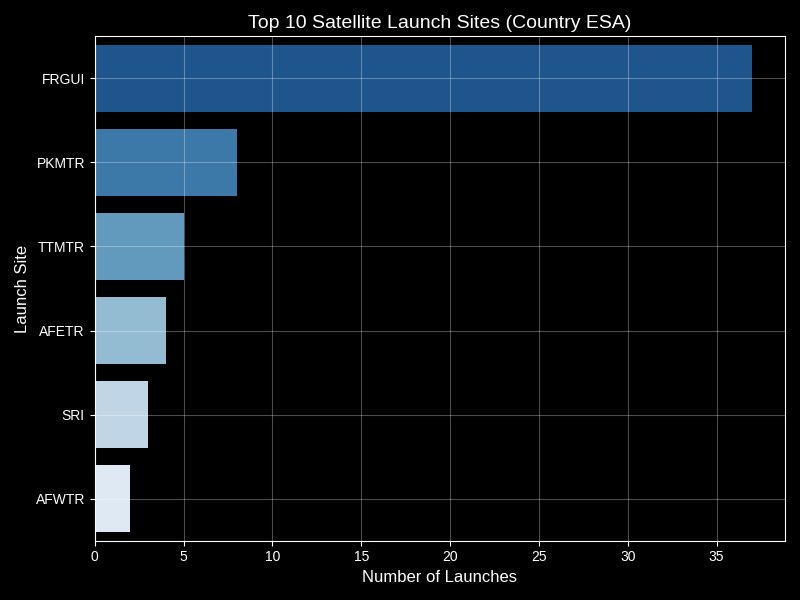 Top 10 Satellite Launch Sites (Country ESA)
FRGUI
PKMTR
TTMTR
AFETR
SRI
AFWTR
Launch Site
0 5 10 15 20 25 30 35
Number of Launches